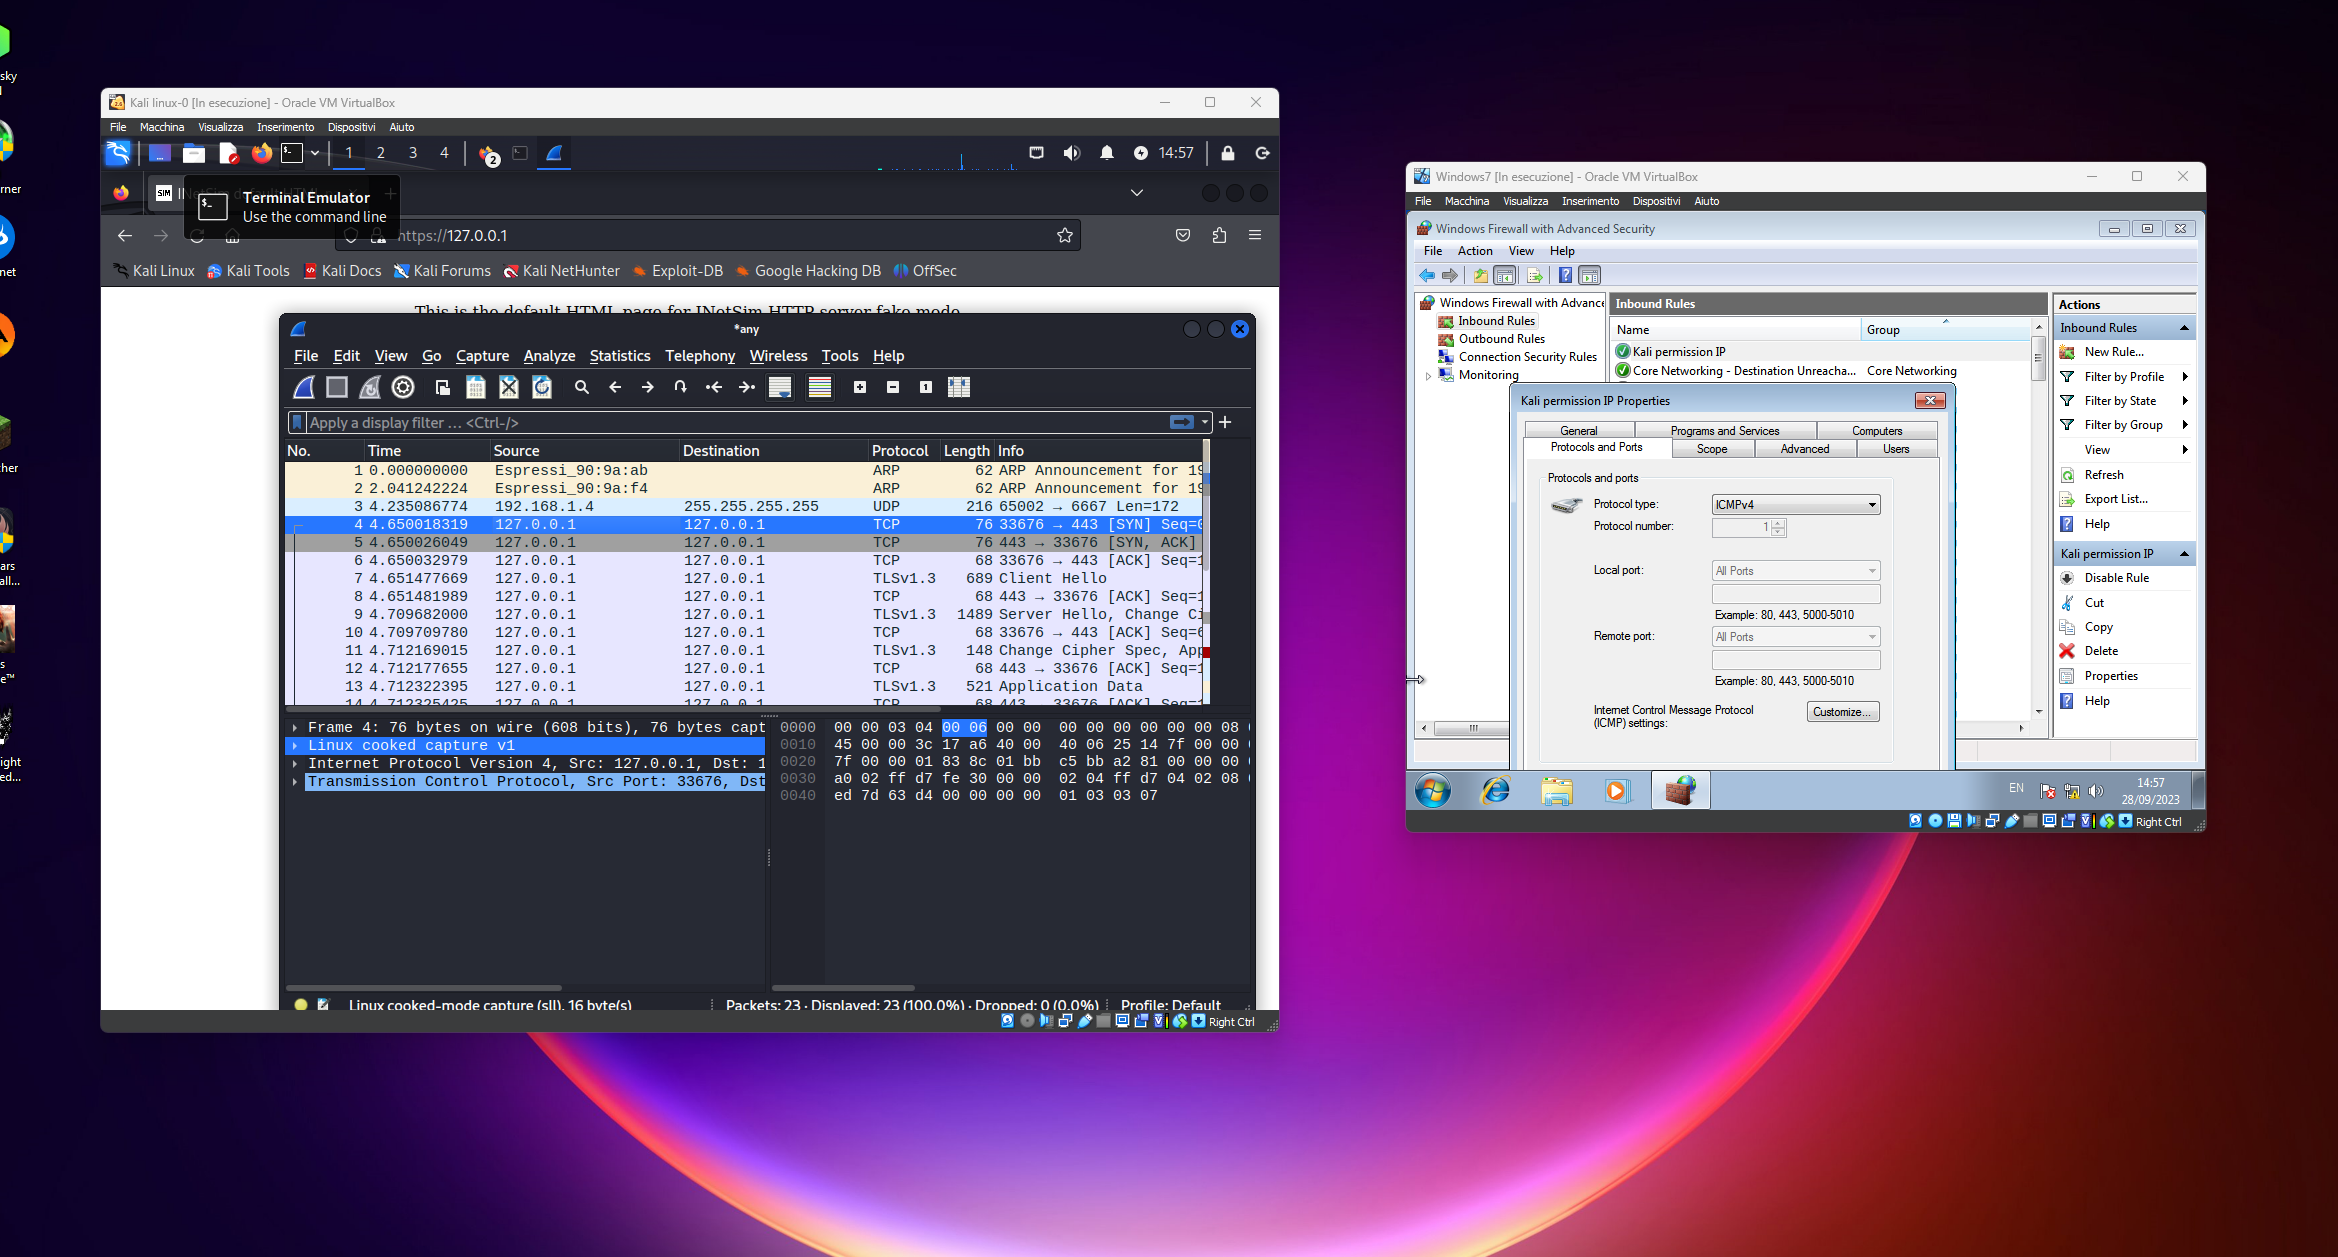 sky
rner
net
her
ars
all...
s
e™
ight
ed...
Kali linux-0 [In esecuzione] - Oracle VM VirtualBox
File Macchina Visualizza Inserimento Dispositivi Aiuto
1 2 3 4 2 14:57
SIM
Terminal Emulator
Use the command line
https://127.0.0.1
Kali Linux Kali Tools Kali Docs Kali Forums Kali NetHunter Exploit-DB Google Hacking DB OffSec
This is the default HTML page for INetSim HTTP server fake mode
*any
File Edit View Go Capture Analyze Statistics Telephony Wireless Tools Help
Apply a display filter ... <Ctrl-/>
No. Time Source Destination Protocol Length Info
1 0.000000000 Espressi_90:9a:ab ARP 62 ARP Announcement for 19
2 2.041242224 Espressi_90:9a:f4 ARP 62 ARP Announcement for 19
3 4.235086774 192.168.1.4 255.255.255.255 UDP 216 65002 → 6667 Len=172
4 4.650018319 127.0.0.1 127.0.0.1 TCP 76 33676 → 443 [SYN] Seq=0
5 4.650026049 127.0.0.1 127.0.0.1 TCP 76 443 → 33676 [SYN, ACK]
6 4.650032979 127.0.0.1 127.0.0.1 TCP 68 33676 → 443 [ACK] Seq=1
7 4.651477669 127.0.0.1 127.0.0.1 TLSv1.3 689 Client Hello
8 4.651481989 127.0.0.1 127.0.0.1 TCP 68 443 → 33676 [ACK] Seq=1
9 4.709682000 127.0.0.1 127.0.0.1 TLSv1.3 1489 Server Hello, Change Ci
10 4.709709780 127.0.0.1 127.0.0.1 TCP 68 33676 → 443 [ACK] Seq=6
11 4.712169015 127.0.0.1 127.0.0.1 TLSv1.3 148 Change Cipher Spec, App
12 4.712177655 127.0.0.1 127.0.0.1 TCP 68 443 → 33676 [ACK] Seq=1
13 4.712322395 127.0.0.1 127.0.0.1 TLSv1.3 521 Application Data
14 4.712325425 127.0.0.1 127.0.0.1 TCP 68 443 → 33676 [ACK] Seq=1
Frame 4: 76 bytes on wire (608 bits), 76 bytes capt
Linux cooked capture v1
Internet Protocol Version 4, Src: 127.0.0.1, Dst: 1
Transmission Control Protocol, Src Port: 33676, Dst
0000 00 00 03 04 00 06 00 00 00 00 00 00 00 00 08
0010 45 00 00 3c 17 a6 40 00 40 06 25 14 7f 00 00
0020 7f 00 00 01 83 8c 01 bb c5 bb a2 81 00 00 00
0030 a0 02 ff d7 fe 30 00 00 02 04 ff d7 04 02 08
0040 ed 7d 63 d4 00 00 00 00 01 03 03 07
Linux cooked-mode capture (sll), 16 byte(s) Packets: 23 · Displayed: 23 (100.0%) · Dropped: 0 (0.0%) Profile: Default
Right Ctrl
Windows7 [In esecuzione] - Oracle VM VirtualBox
File Macchina Visualizza Inserimento Dispositivi Aiuto
Windows Firewall with Advanced Security
File Action View Help
Windows Firewall with Advance
Inbound Rules
Outbound Rules
Connection Security Rules
Monitoring
Inbound Rules
Name Group
Kali permission IP
Core Networking - Destination Unreacha... Core Networking
Kali permission IP Properties
General Programs and Services Computers
Protocols and Ports Scope Advanced Users
Protocols and ports
Protocol type: ICMPv4
Protocol number: 1
Local port: All Ports
Example: 80, 443, 5000-5010
Remote port: All Ports
Example: 80, 443, 5000-5010
Internet Control Message Protocol
(ICMP) settings:
Customize...
Actions
Inbound Rules
New Rule...
Filter by Profile
Filter by State
Filter by Group
View
Refresh
Export List...
Help
Kali permission IP
Disable Rule
Cut
Copy
Delete
Properties
Help
EN 14:57
28/09/2023
Right Ctrl